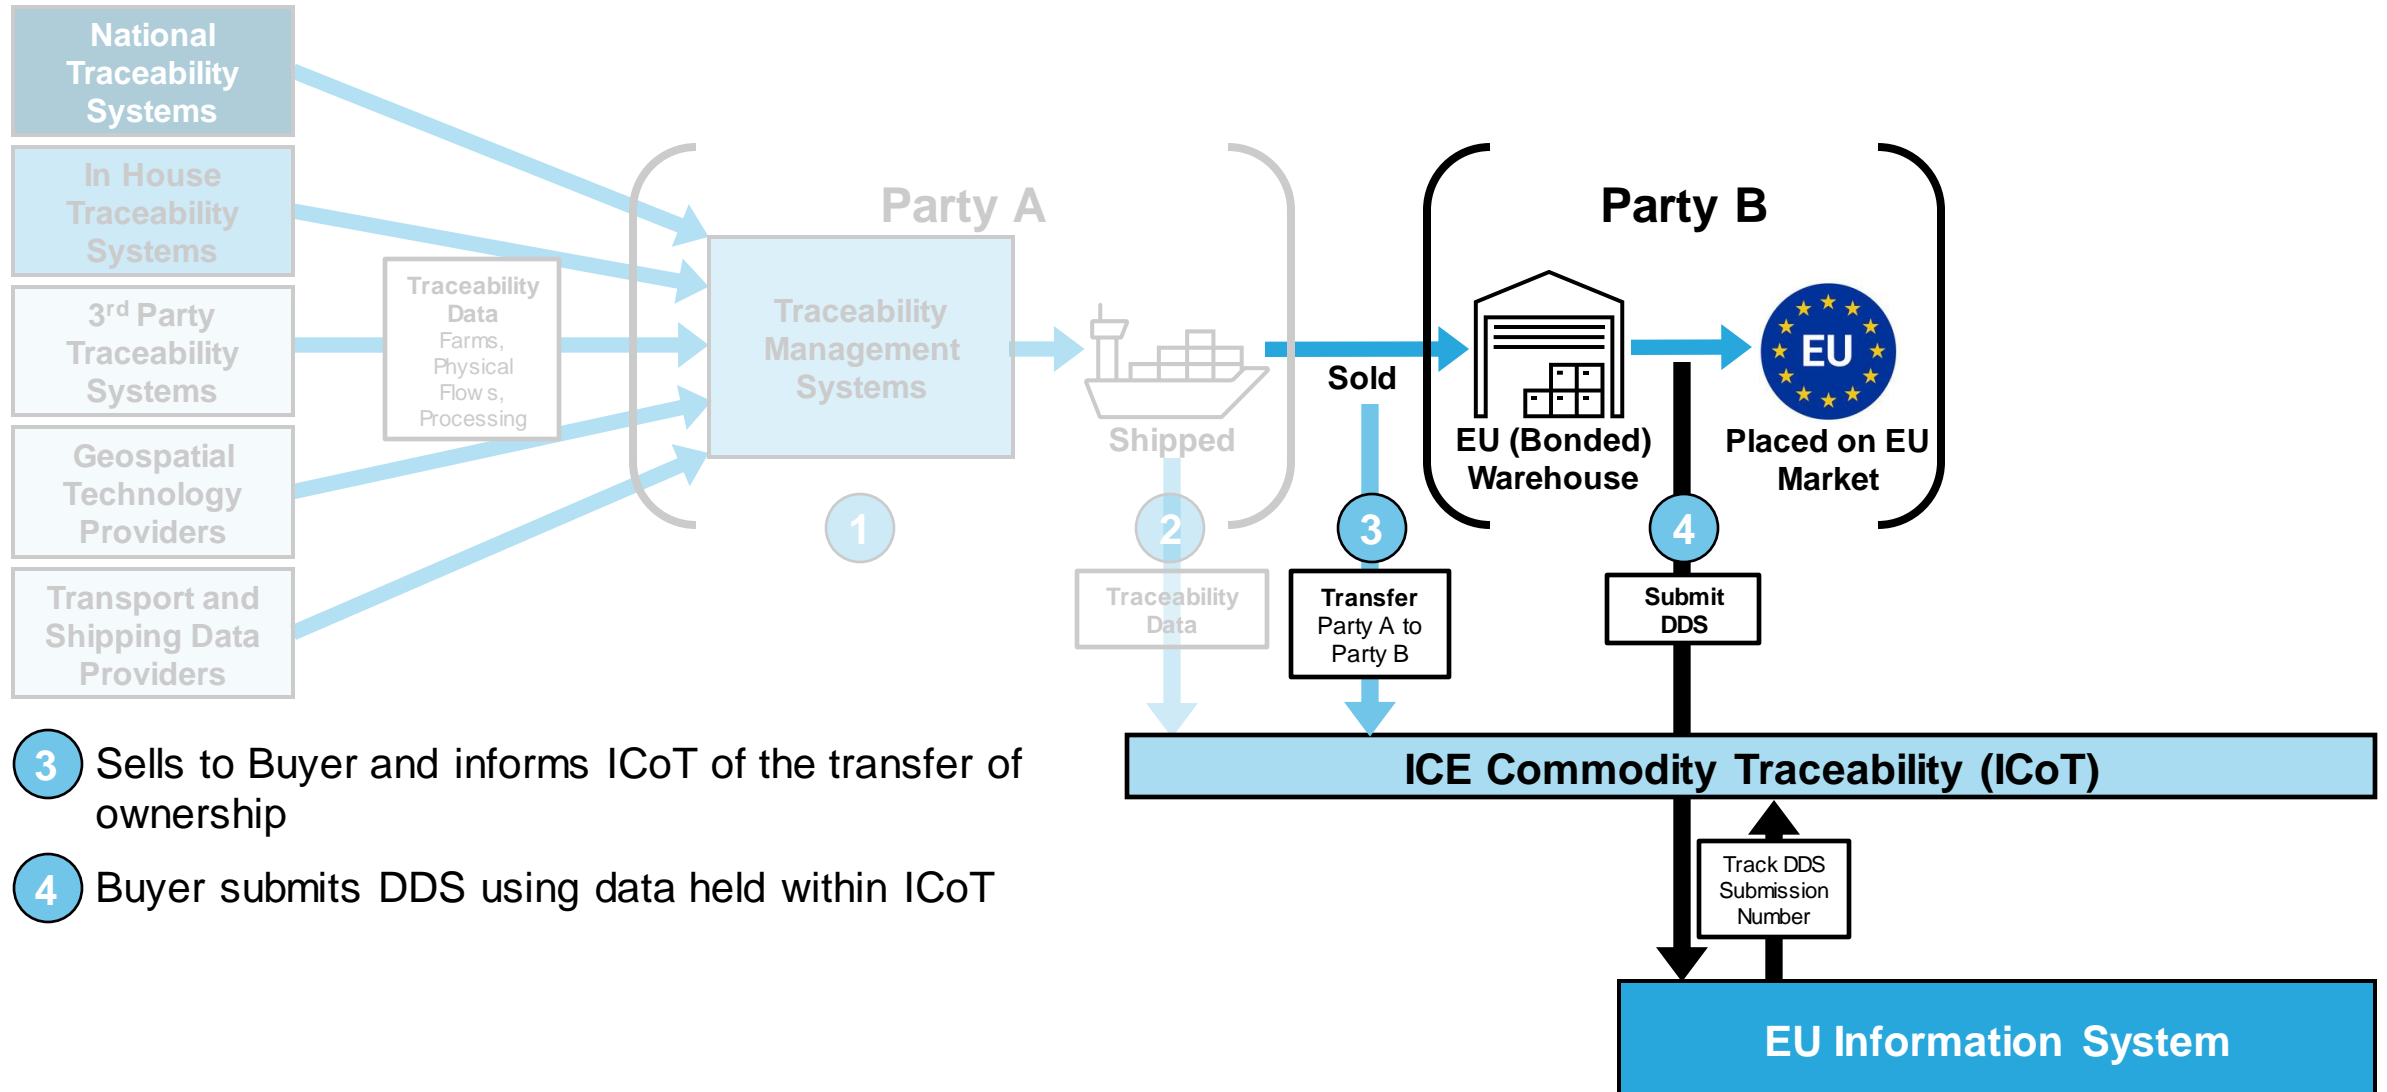 National
Traceability
Systems
In House
Traceability
Systems
3rd Party
Traceability
Systems
Geospatial
Technology
Providers
Transport and
Shipping Data
Providers
Traceability
Data
Farms,
Physical
Flows,
Processing
Party A
Traceability
Management
Systems
Shipped
1
2
Traceability
Data
Sold
3
Transfer
Party A to
Party B
Party B
EU (Bonded)
Warehouse
EU
Placed on EU
Market
4
Submit
DDS
ICE Commodity Traceability (ICoT)
Track DDS
Submission
Number
EU Information System
3 Sells to Buyer and informs ICoT of the transfer of
ownership
4 Buyer submits DDS using data held within ICoT